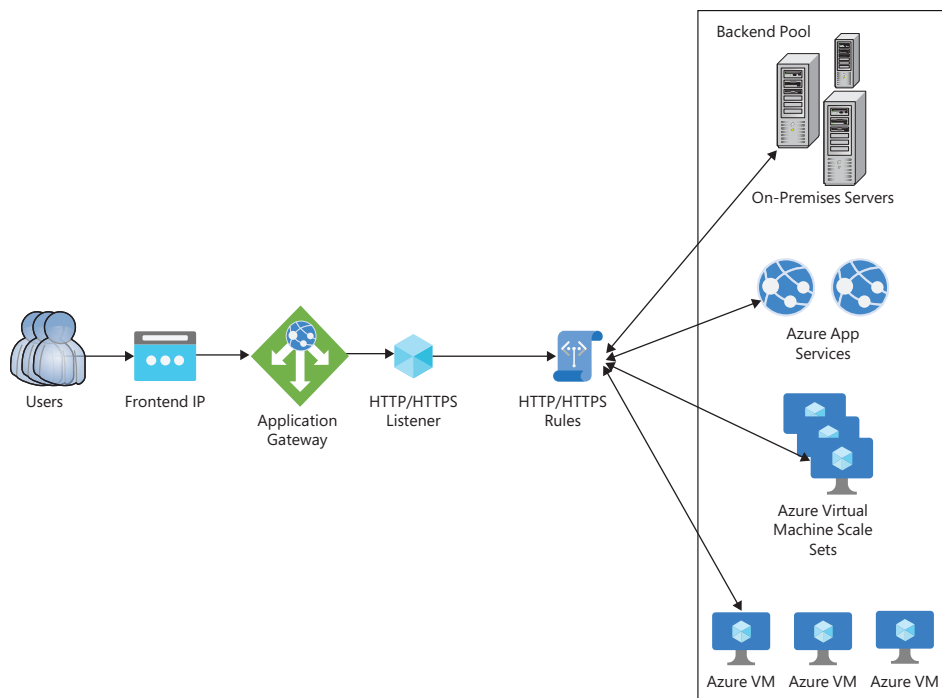 Backend Pool
On-Premises Servers
Azure App
Services
Users
Frontend IP
Application
Gateway
HTTP/HTTPS
Listener
HTTP/HTTPS
Rules
Azure Virtual
Machine Scale
Sets
Azure VM
Azure VM
Azure VM